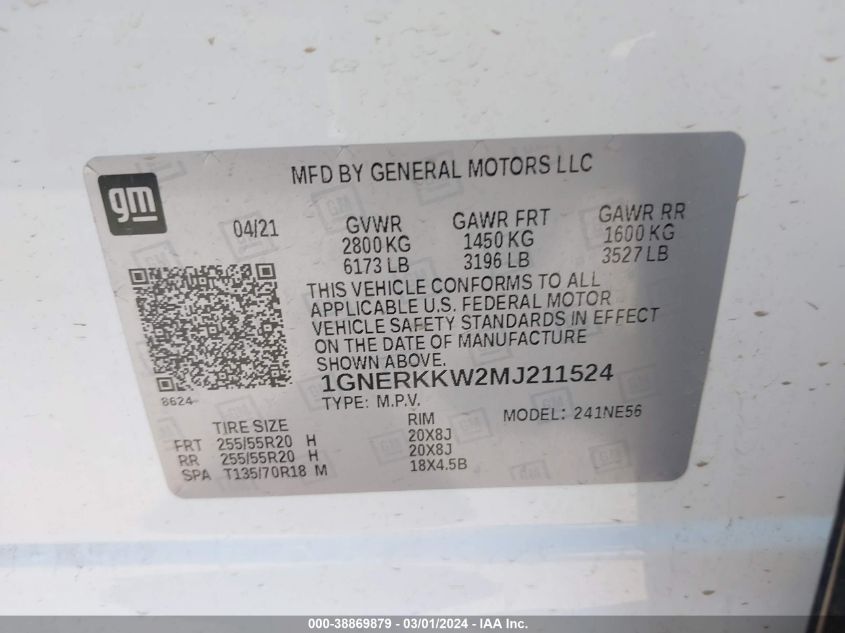 gm
MFD BY GENERAL MOTORS LLC
04/21
GVWR GAWR FRT GAWR RR
2800 KG 1450 KG 1600 KG
6173 LB 3196 LB 3527 LB
THIS VEHICLE CONFORMS TO ALL
APPLICABLE U.S. FEDERAL MOTOR
VEHICLE SAFETY STANDARDS IN EFFECT
ON THE DATE OF MANUFACTURE
SHOWN ABOVE.
8624
1GNERKKW2MJ211524
TYPE: M.P.V. MODEL: 241NE56
TIRE SIZE RIM
FRT 255/55R20 H 20X8J
RR 255/55R20 H 20X8J
SPA T135/70R18 M 18X4.5B
000-38869879 - 03/01/2024 - IAA Inc.